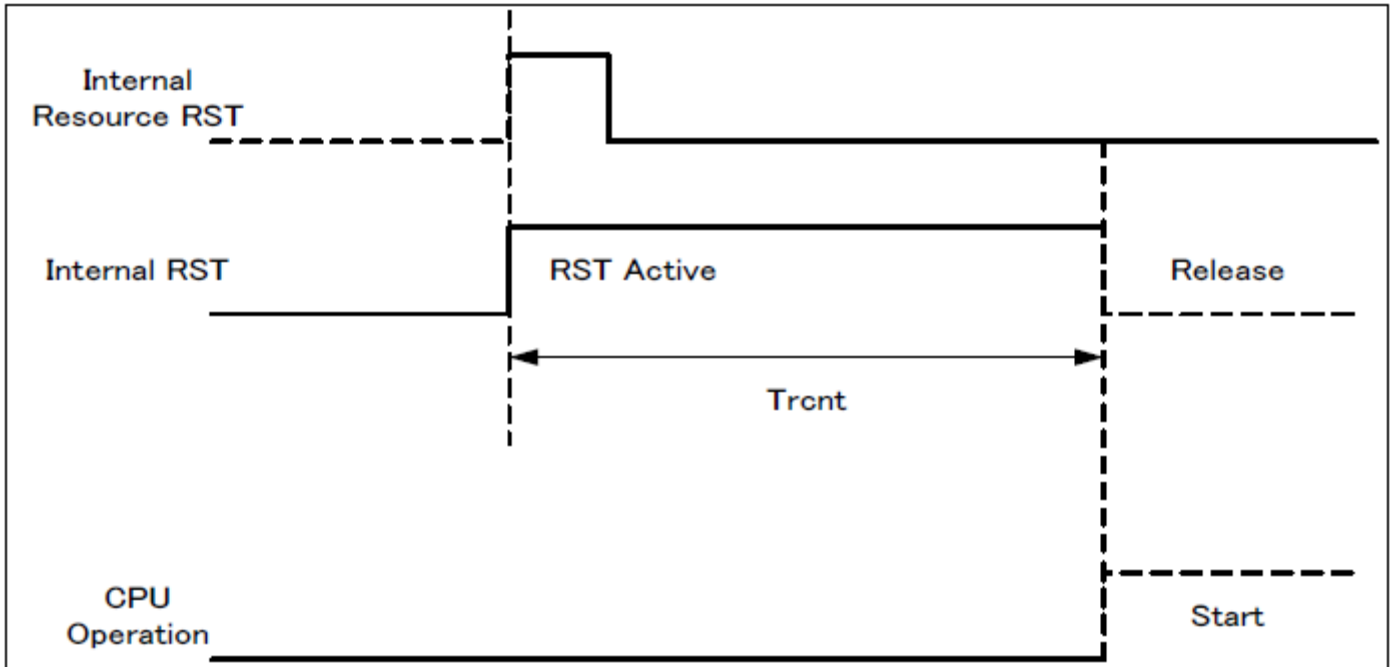 Internal
Resource RST
Internal RST
RST Active
Release
Trcnt
CPU
Operation
Start